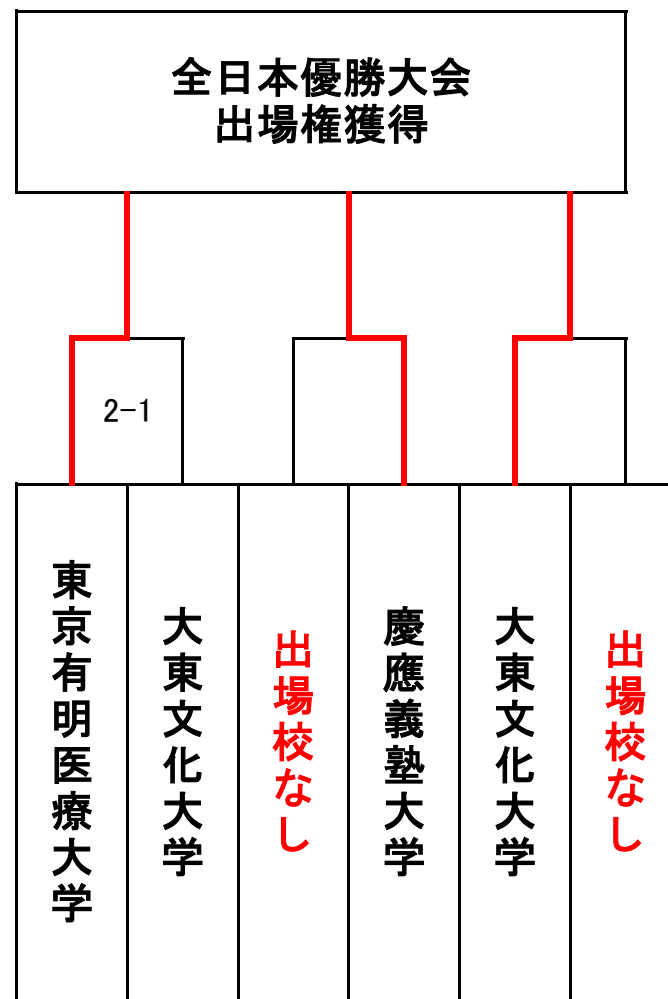 全日本優勝大会
出場権獲得
2-1
東京有明医療大学
大東文化大学
出場校なし
慶應義塾大学
大東文化大学
出場校なし